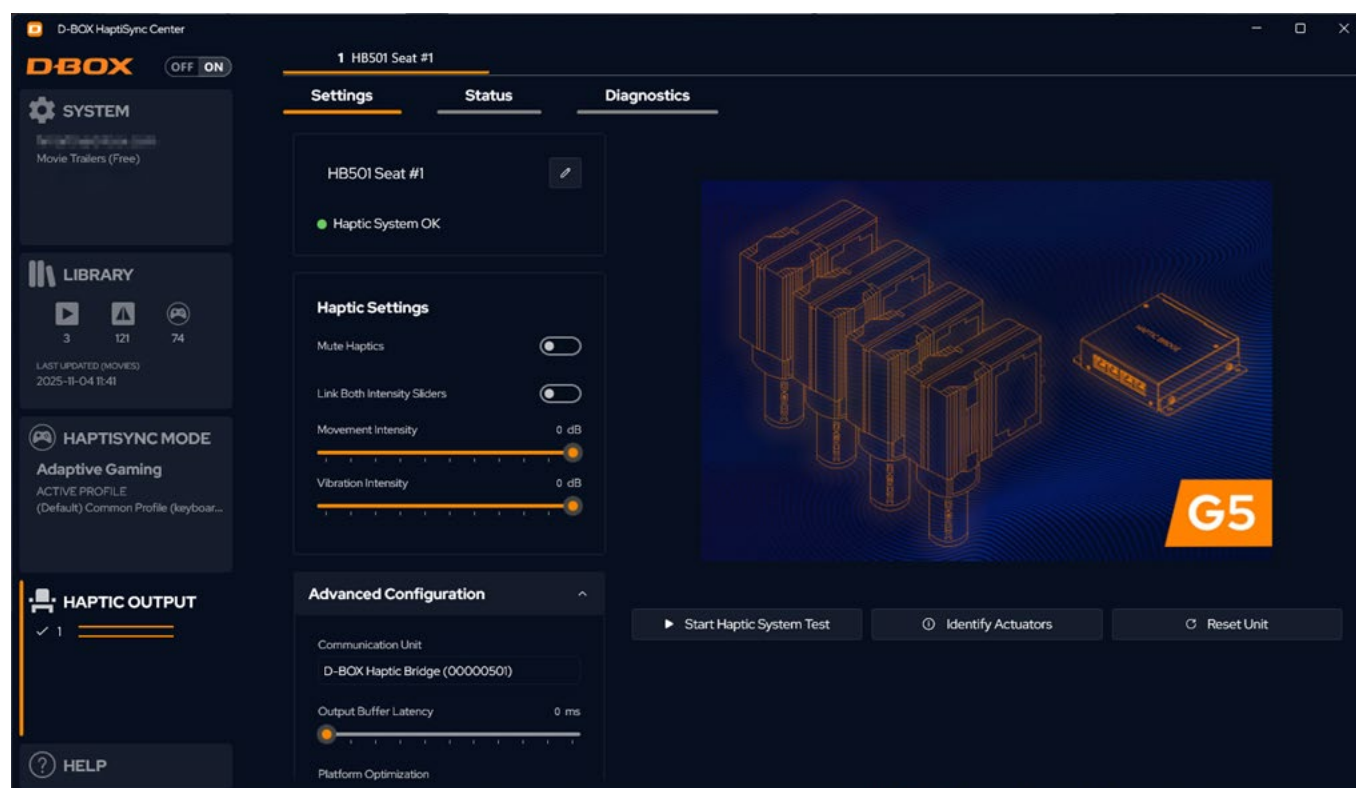 D-BOX HaptiSync Center
D-BOX
OFF ON
SYSTEM
Movie Trailers (Free)
LIBRARY
3 121 74
LAST UPDATED (MOVIES)
2025-11-04 11:41
HAPTISYNC MODE
Adaptive Gaming
ACTIVE PROFILE
(Default) Common Profile (keyboar...
HAPTIC OUTPUT
1
HELP
1 HB501 Seat #1
Settings Status Diagnostics
HB501 Seat #1
Haptic System OK
Haptic Settings
Mute Haptics
Link Both Intensity Sliders
Movement Intensity 0 dB
Vibration Intensity 0 dB
Advanced Configuration
Communication Unit
D-BOX Haptic Bridge (00000501)
Output Buffer Latency 0 ms
Platform Optimization
HAPTIC BRIDGE
G5
Start Haptic System Test Identify Actuators Reset Unit